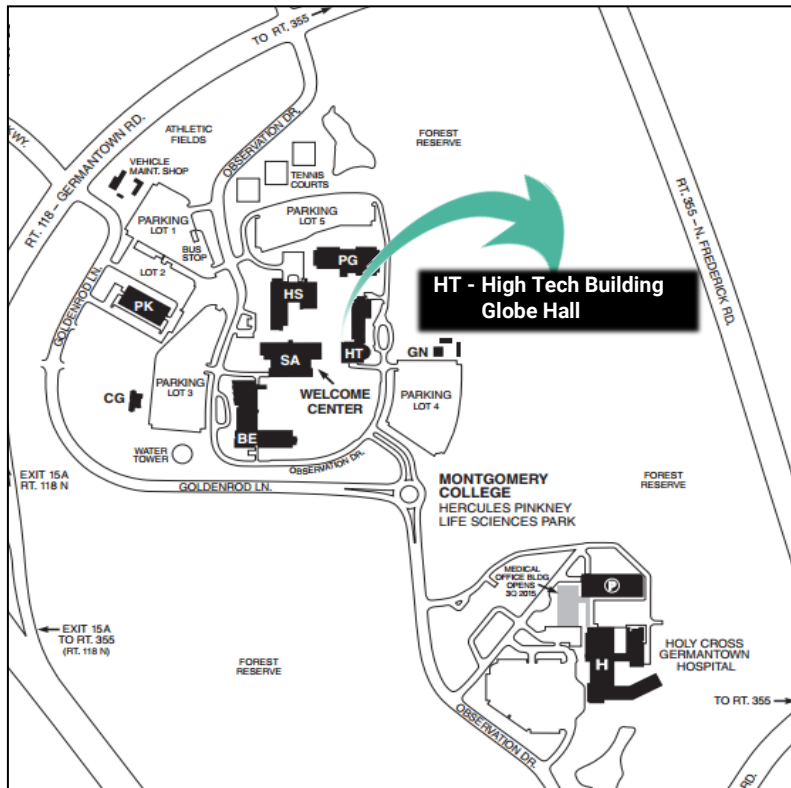 TO RT. 355
KWY.
RT. 118 – GERMANTOWN RD.
ATHLETIC
FIELDS
OBSERVATION DR.
FOREST
RESERVE
VEHICLE
MAINT. SHOP
TENNIS
COURTS
PARKING
LOT 1
PARKING
LOT 5
BUS
STOP
LOT 2
PG
RT. 355 – N. FREDERICK RD.
HT - High Tech Building
Globe Hall
HS
PK
GOLDENROD LN.
SA
HT
GN
WELCOME
CENTER
PARKING
LOT 3
PARKING
LOT 4
CG
BE
WATER
TOWER
OBSERVATION DR.
EXIT 15A
RT. 118 N
GOLDENROD LN.
MONTGOMERY
COLLEGE
HERCULES PINKNEY
LIFE SCIENCES PARK
FOREST
RESERVE
MEDICAL
OFFICE BLDG
OPENS
3Q 2015
P
EXIT 15A
TO RT. 355
(RT. 118 N)
HOLY CROSS
GERMANTOWN
HOSPITAL
H
FOREST
RESERVE
TO RT. 355
OBSERVATION DR.
RD.